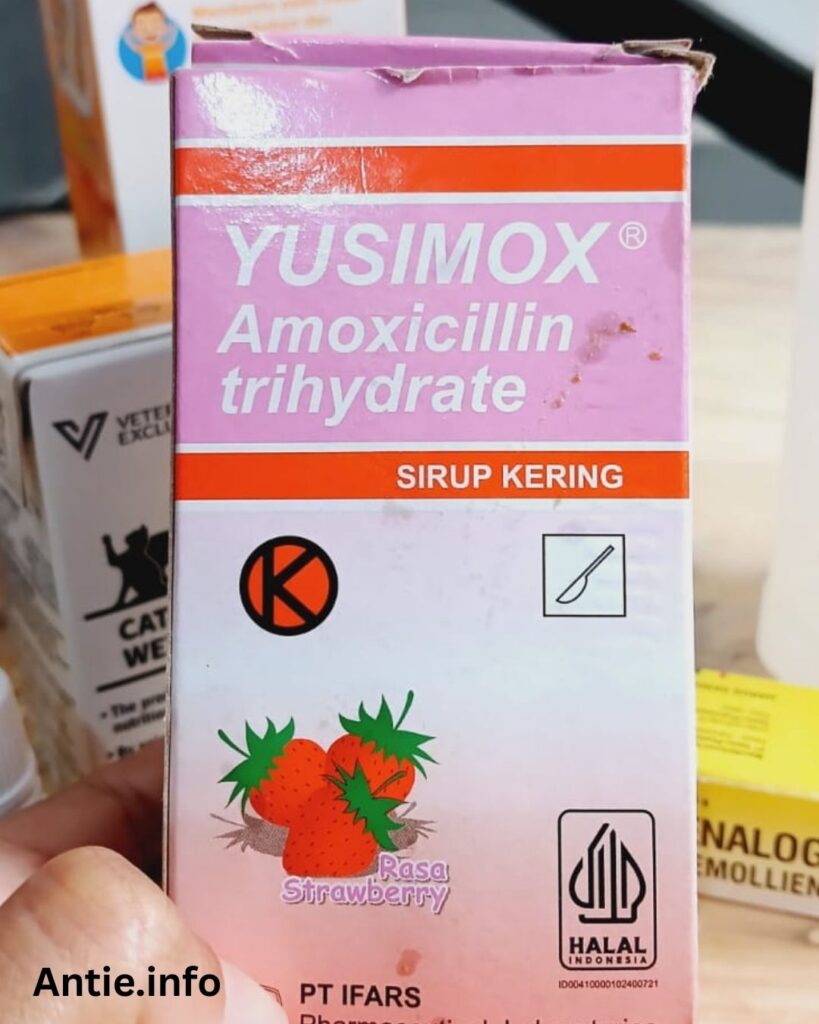 YUSIMOX®
Amoxicillin
trihydrate
SIRUP KERING
K
VETER
EXCLU
CAT
WE
Rasa
Strawberry
HALAL
INDONESIA
ID00410000102400721
PT IFARS
ENALOG
EMOLLIEN
Antie.info